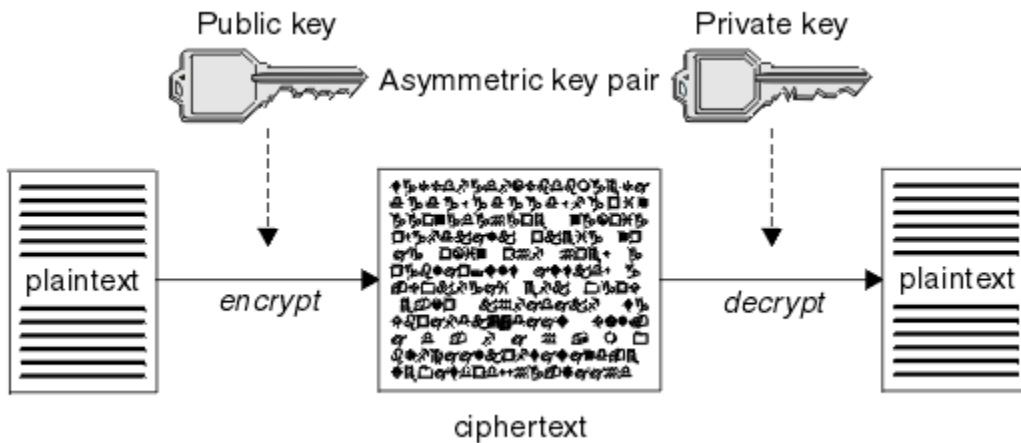 Public key
Private key
Asymmetric key pair
plaintext
encrypt
decrypt
plaintext
ciphertext